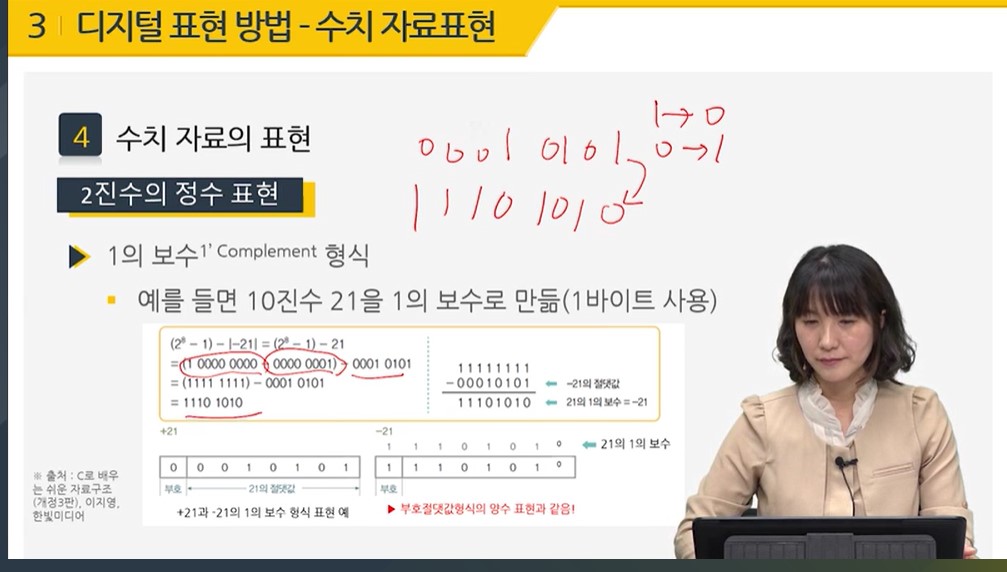 3 | 디지털 표현 방법 - 수치 자료표현
4 수치 자료의 표현
1→0
0001 0101 0→1
1110 1010
2진수의 정수 표현
1의 보수1' Complement 형식
예를 들면 10진수 21을 1의 보수로 만듦(1바이트 사용)
(2⁸ − 1) − |−21| = (2⁸ − 1) − 21
= (1 0000 0000 − 0000 0001) − 0001 0101
= (1111 1111) − 0001 0101
= 1110 1010
11111111
−00010101 ← −21의 절댓값
11101010 ← 21의 1의 보수 = −21
+21
0 0 0 1 0 1 0 1
부호 21의 절댓값
−21
1 1 1 0 1 0 1 0 ← 21의 1의 보수
1 1 1 0 1 0 1 0
부호
+21과 -21의 1의 보수 형식 표현 예
▶ 부호절댓값형식의 양수 표현과 같음!
※ 출처 : C로 배우
는 쉬운 자료구조
(개정3판), 이지영,
한빛미디어